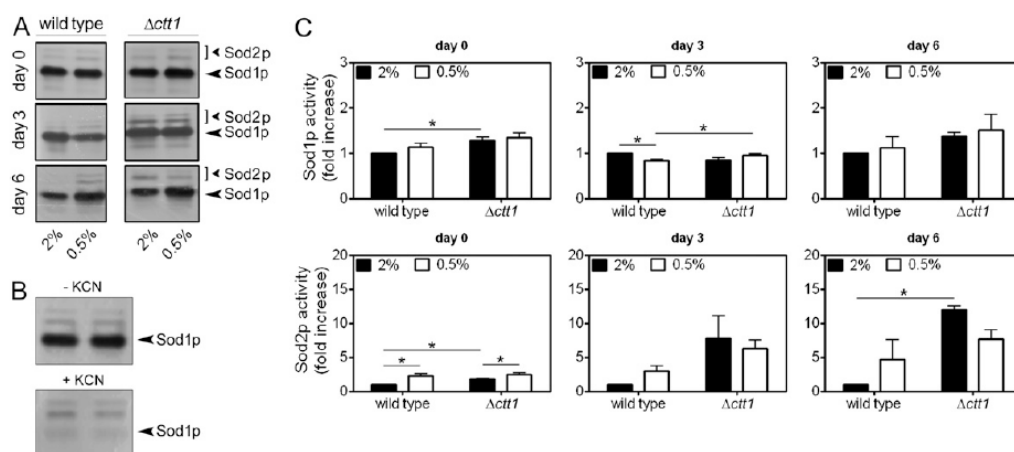 A
wild type
Δctt1
day 0
Sod2p
Sod1p
day 3
Sod2p
Sod1p
day 6
Sod2p
Sod1p
2% 0.5% 2% 0.5%
B
- KCN
Sod1p
+ KCN
Sod1p
C
day 0
Sod1p activity
(fold increase)
3
2
1
0
2% 0.5%
*
wild type Δctt1
day 3
3
2
1
0
2% 0.5%
* *
wild type Δctt1
day 6
3
2
1
0
2% 0.5%
wild type Δctt1
day 0
Sod2p activity
(fold increase)
20
15
10
5
0
2% 0.5%
*
* *
wild type Δctt1
day 3
20
15
10
5
0
2% 0.5%
wild type Δctt1
day 6
20
15
10
5
0
2% 0.5%
*
wild type Δctt1